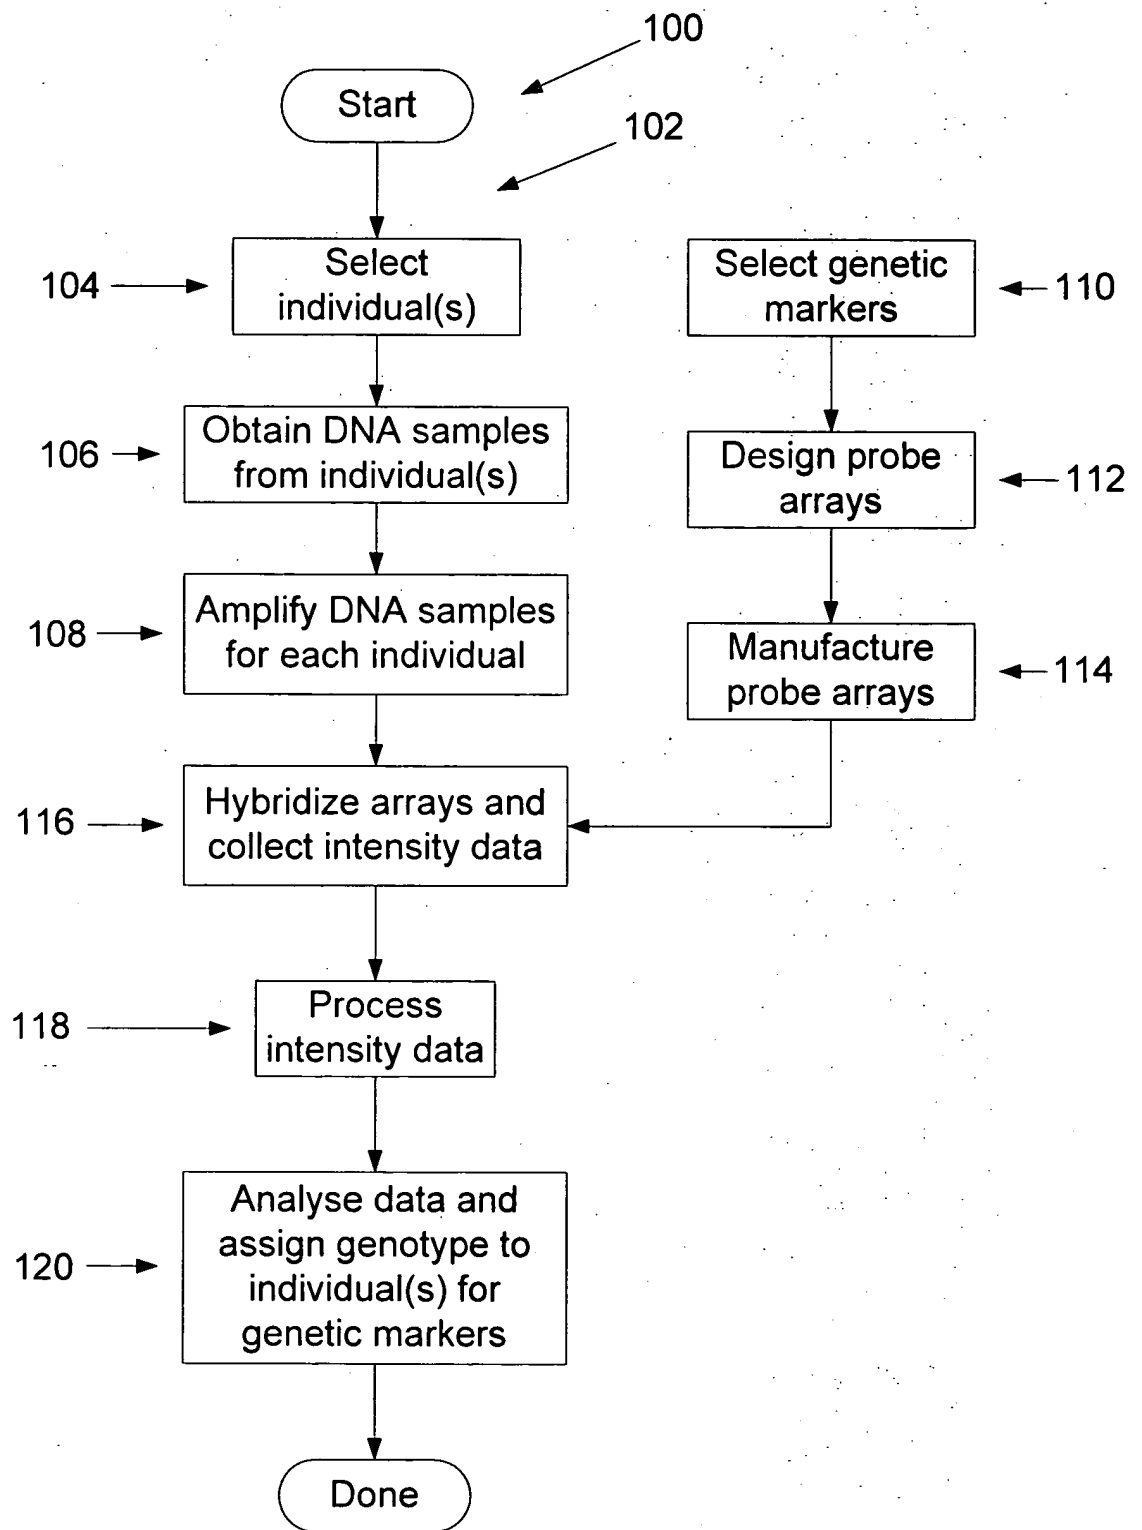 100
Start
102
104
Select
individual(s)
Select genetic
markers
110
106
Obtain DNA samples
from individual(s)
Design probe
arrays
112
108
Amplify DNA samples
for each individual
Manufacture
probe arrays
114
116
Hybridize arrays and
collect intensity data
118
Process
intensity data
120
Analyse data and
assign genotype to
individual(s) for
genetic markers
Done